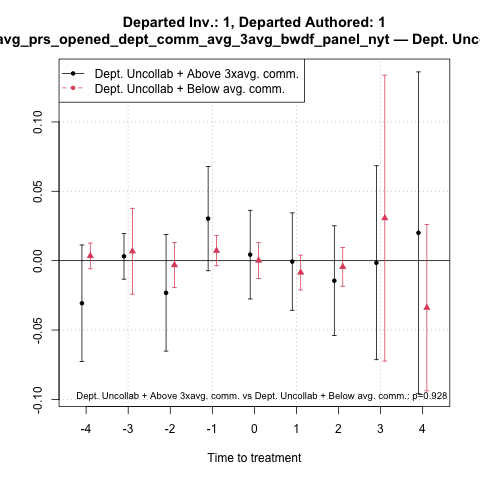 Departed Inv.: 1, Departed Authored: 1
avg_prs_opened_dept_comm_avg_3avg_bwdf_panel_nyt — Dept. Unco
Dept. Uncollab + Above 3xavg. comm.
Dept. Uncollab + Below avg. comm.
0.10
0.05
0.00
-0.05
-0.10
Dept. Uncollab + Above 3xavg. comm. vs Dept. Uncollab + Below avg. comm.: p=0.928
-4 -3 -2 -1 0 1 2 3 4
Time to treatment